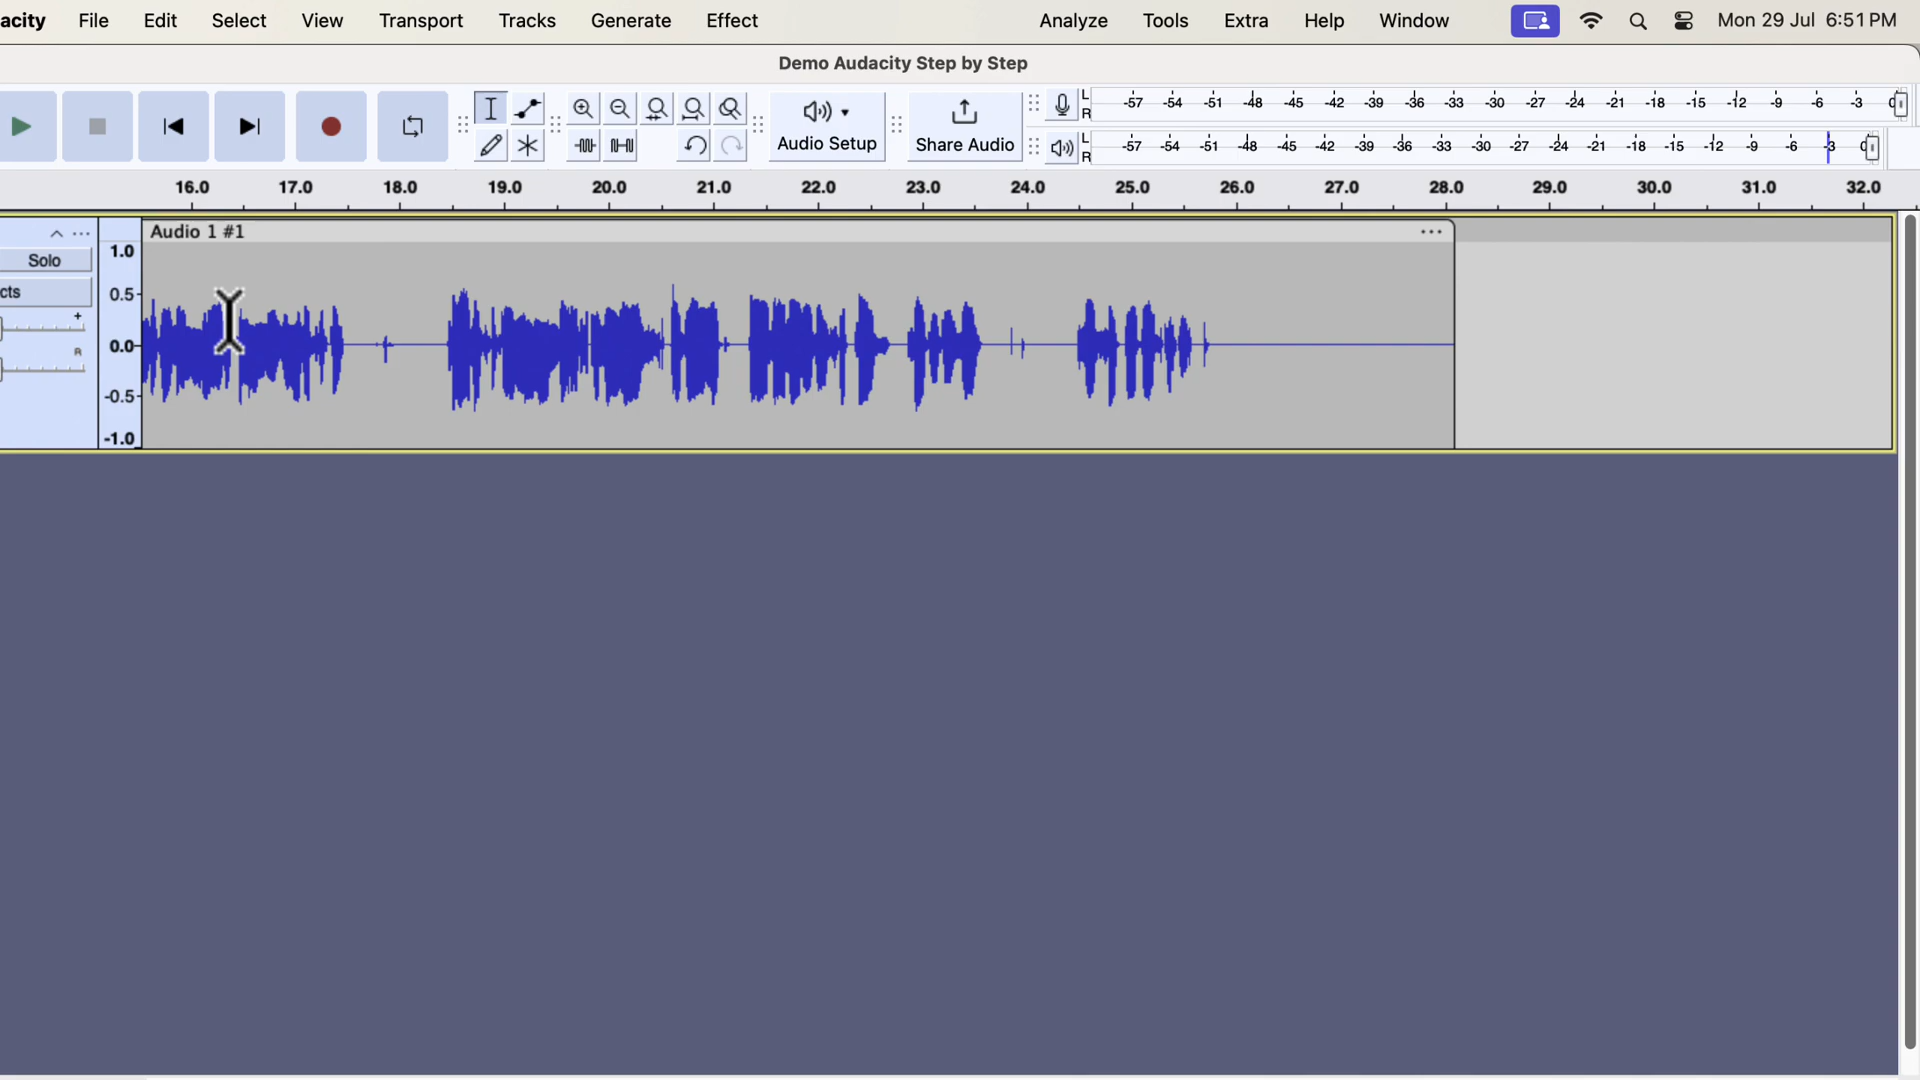 acity File Edit Select View Transport Tracks Generate Effect Analyze Tools Extra Help Window Mon 29 Jul 6:51 PM
Demo Audacity Step by Step
L -57 -54 -51 -48 -45 -42 -39 -36 -33 -30 -27 -24 -21 -18 -15 -12 -9 -6 -3 0
R
Audio Setup Share Audio
L -57 -54 -51 -48 -45 -42 -39 -36 -33 -30 -27 -24 -21 -18 -15 -12 -9 -6 -3 0
R
16.0 17.0 18.0 19.0 20.0 21.0 22.0 23.0 24.0 25.0 26.0 27.0 28.0 29.0 30.0 31.0 32.0
Audio 1 #1
1.0
Solo
cts
0.5
+
0.0
R
-0.5
-1.0